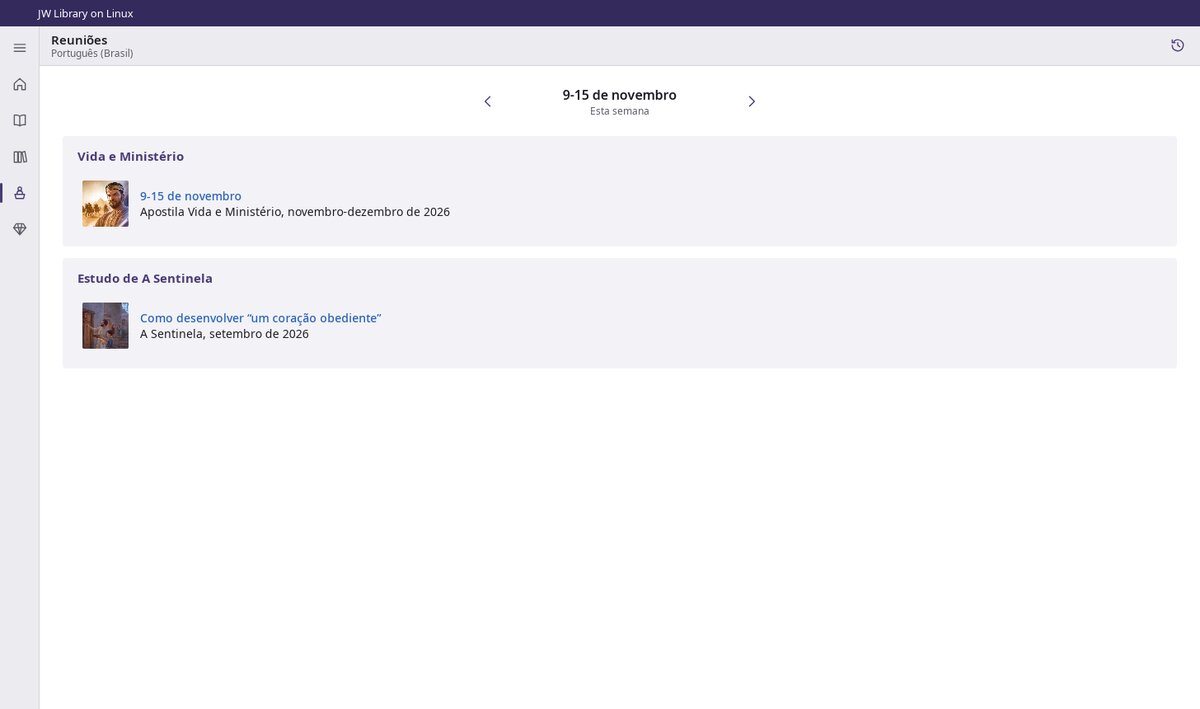 JW Library on Linux
Reuniões
Português (Brasil)
9-15 de novembro
Esta semana
Vida e Ministério
9-15 de novembro
Apostila Vida e Ministério, novembro-dezembro de 2026
Estudo de A Sentinela
Como desenvolver “um coração obediente”
A Sentinela, setembro de 2026